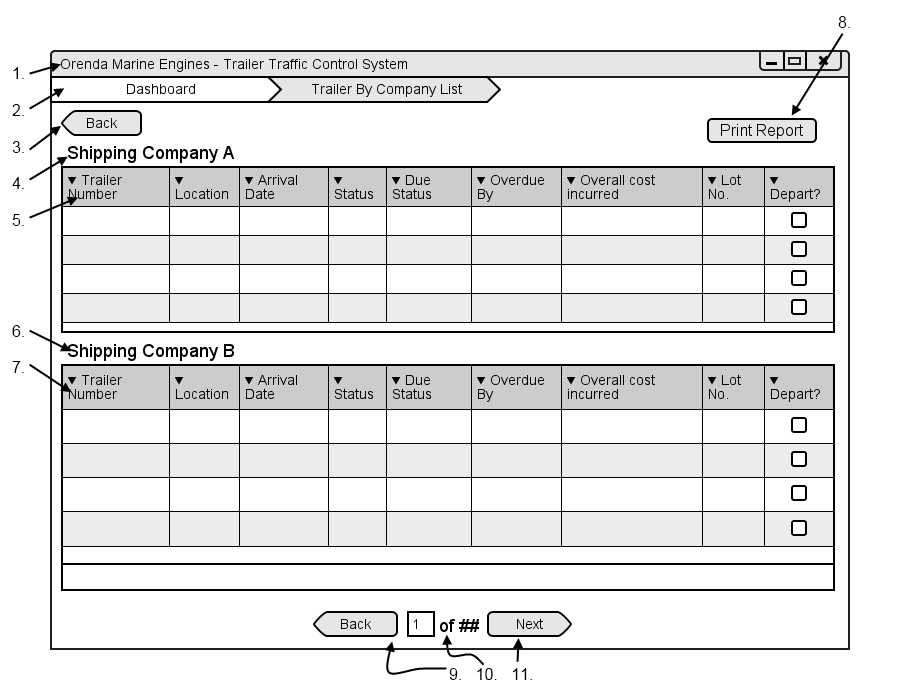 8.
1. Orenda Marine Engines - Trailer Traffic Control System
2. Dashboard Trailer By Company List
3. Back Print Report
4. Shipping Company A
5. ▼ Trailer Number ▼ Location ▼ Arrival Date ▼ Status ▼ Due Status ▼ Overdue By ▼ Overall cost incurred ▼ Lot No. ▼ Depart?
6. Shipping Company B
7. ▼ Trailer Number ▼ Location ▼ Arrival Date ▼ Status ▼ Due Status ▼ Overdue By ▼ Overall cost incurred ▼ Lot No. ▼ Depart?
Back 1 of ## Next
9. 10. 11.